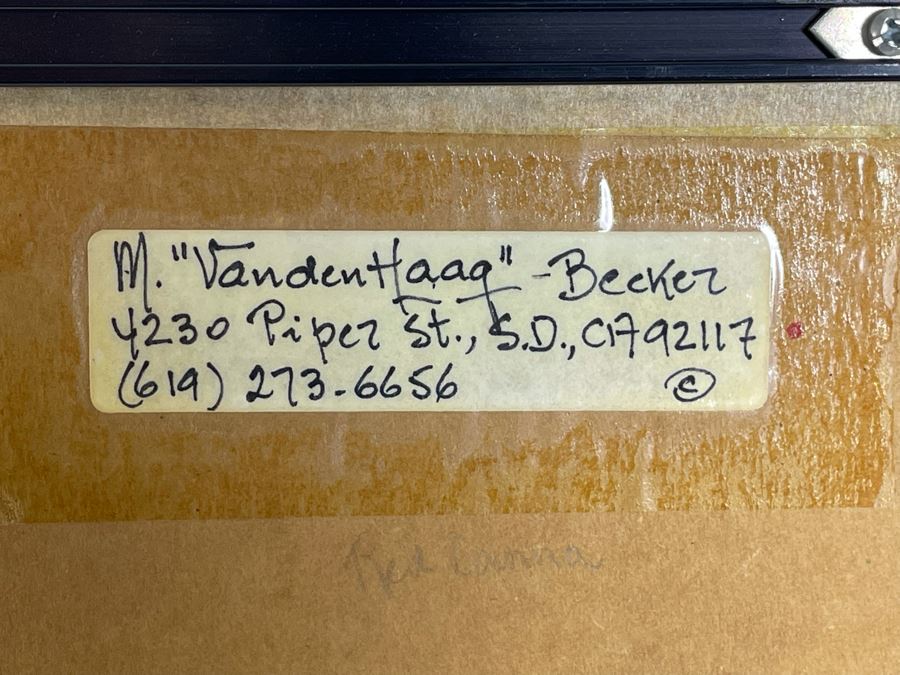 M. "VandenHaag" -Becker
4230 Piper St., S.D., CA 92117
(619) 273-6656 ©